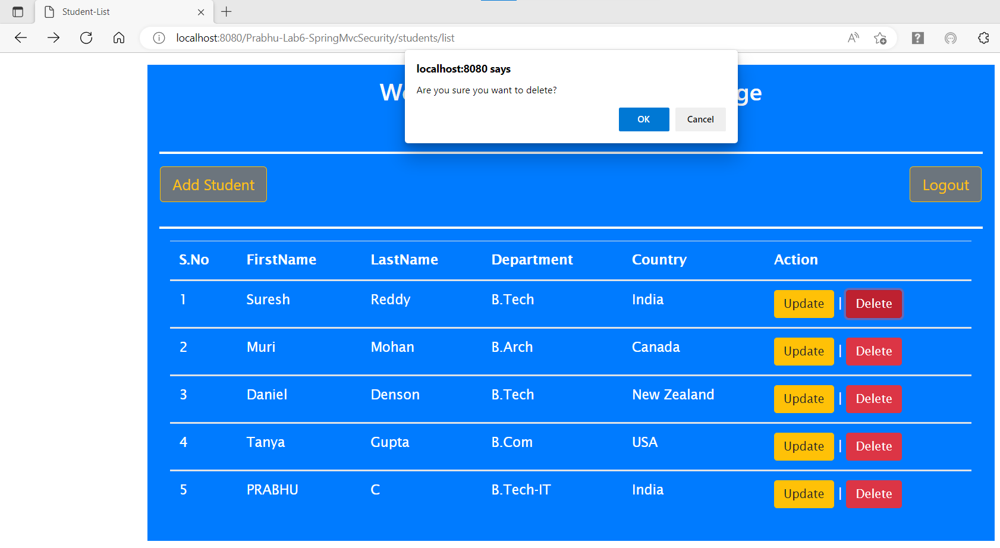 Student-List
localhost:8080/Prabhu-Lab6-SpringMvcSecurity/students/list
localhost:8080 says
Are you sure you want to delete?
OK Cancel
Add Student Logout
S.No FirstName LastName Department Country Action
1 Suresh Reddy B.Tech India Update | Delete
2 Muri Mohan B.Arch Canada Update | Delete
3 Daniel Denson B.Tech New Zealand Update | Delete
4 Tanya Gupta B.Com USA Update | Delete
5 PRABHU C B.Tech-IT India Update | Delete